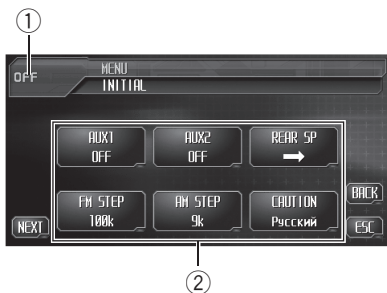 ①
OFF
MENU
INITIAL
AUX1
OFF
AUX2
OFF
REAR SP
FM STEP
100k
AM STEP
9k
CAUTION
Русский
BACK
NEXT
ESC
②